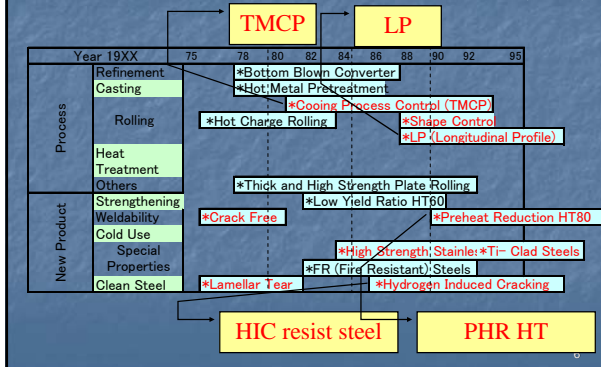 TMCP LP
Year 19XX 75 78 80 82 84 86 88 90 92 95
Process
Refinement *Bottom Blown Converter
Casting *Hot Metal Pretreatment
*Cooing Process Control (TMCP)
Rolling *Hot Charge Rolling *Shape Control
*LP (Longitudinal Profile)
Heat
Treatment
Others *Thick and High Strength Plate Rolling
New Product
Strengthening *Low Yield Ratio HT60
Weldability *Crack Free *Preheat Reduction HT80
Cold Use
Special *High Strength Stainle *Ti- Clad Steels
Properties *FR (Fire Resistant) Steels
Clean Steel *Lamellar Tear *Hydrogen Induced Cracking
HIC resist steel PHR HT
6